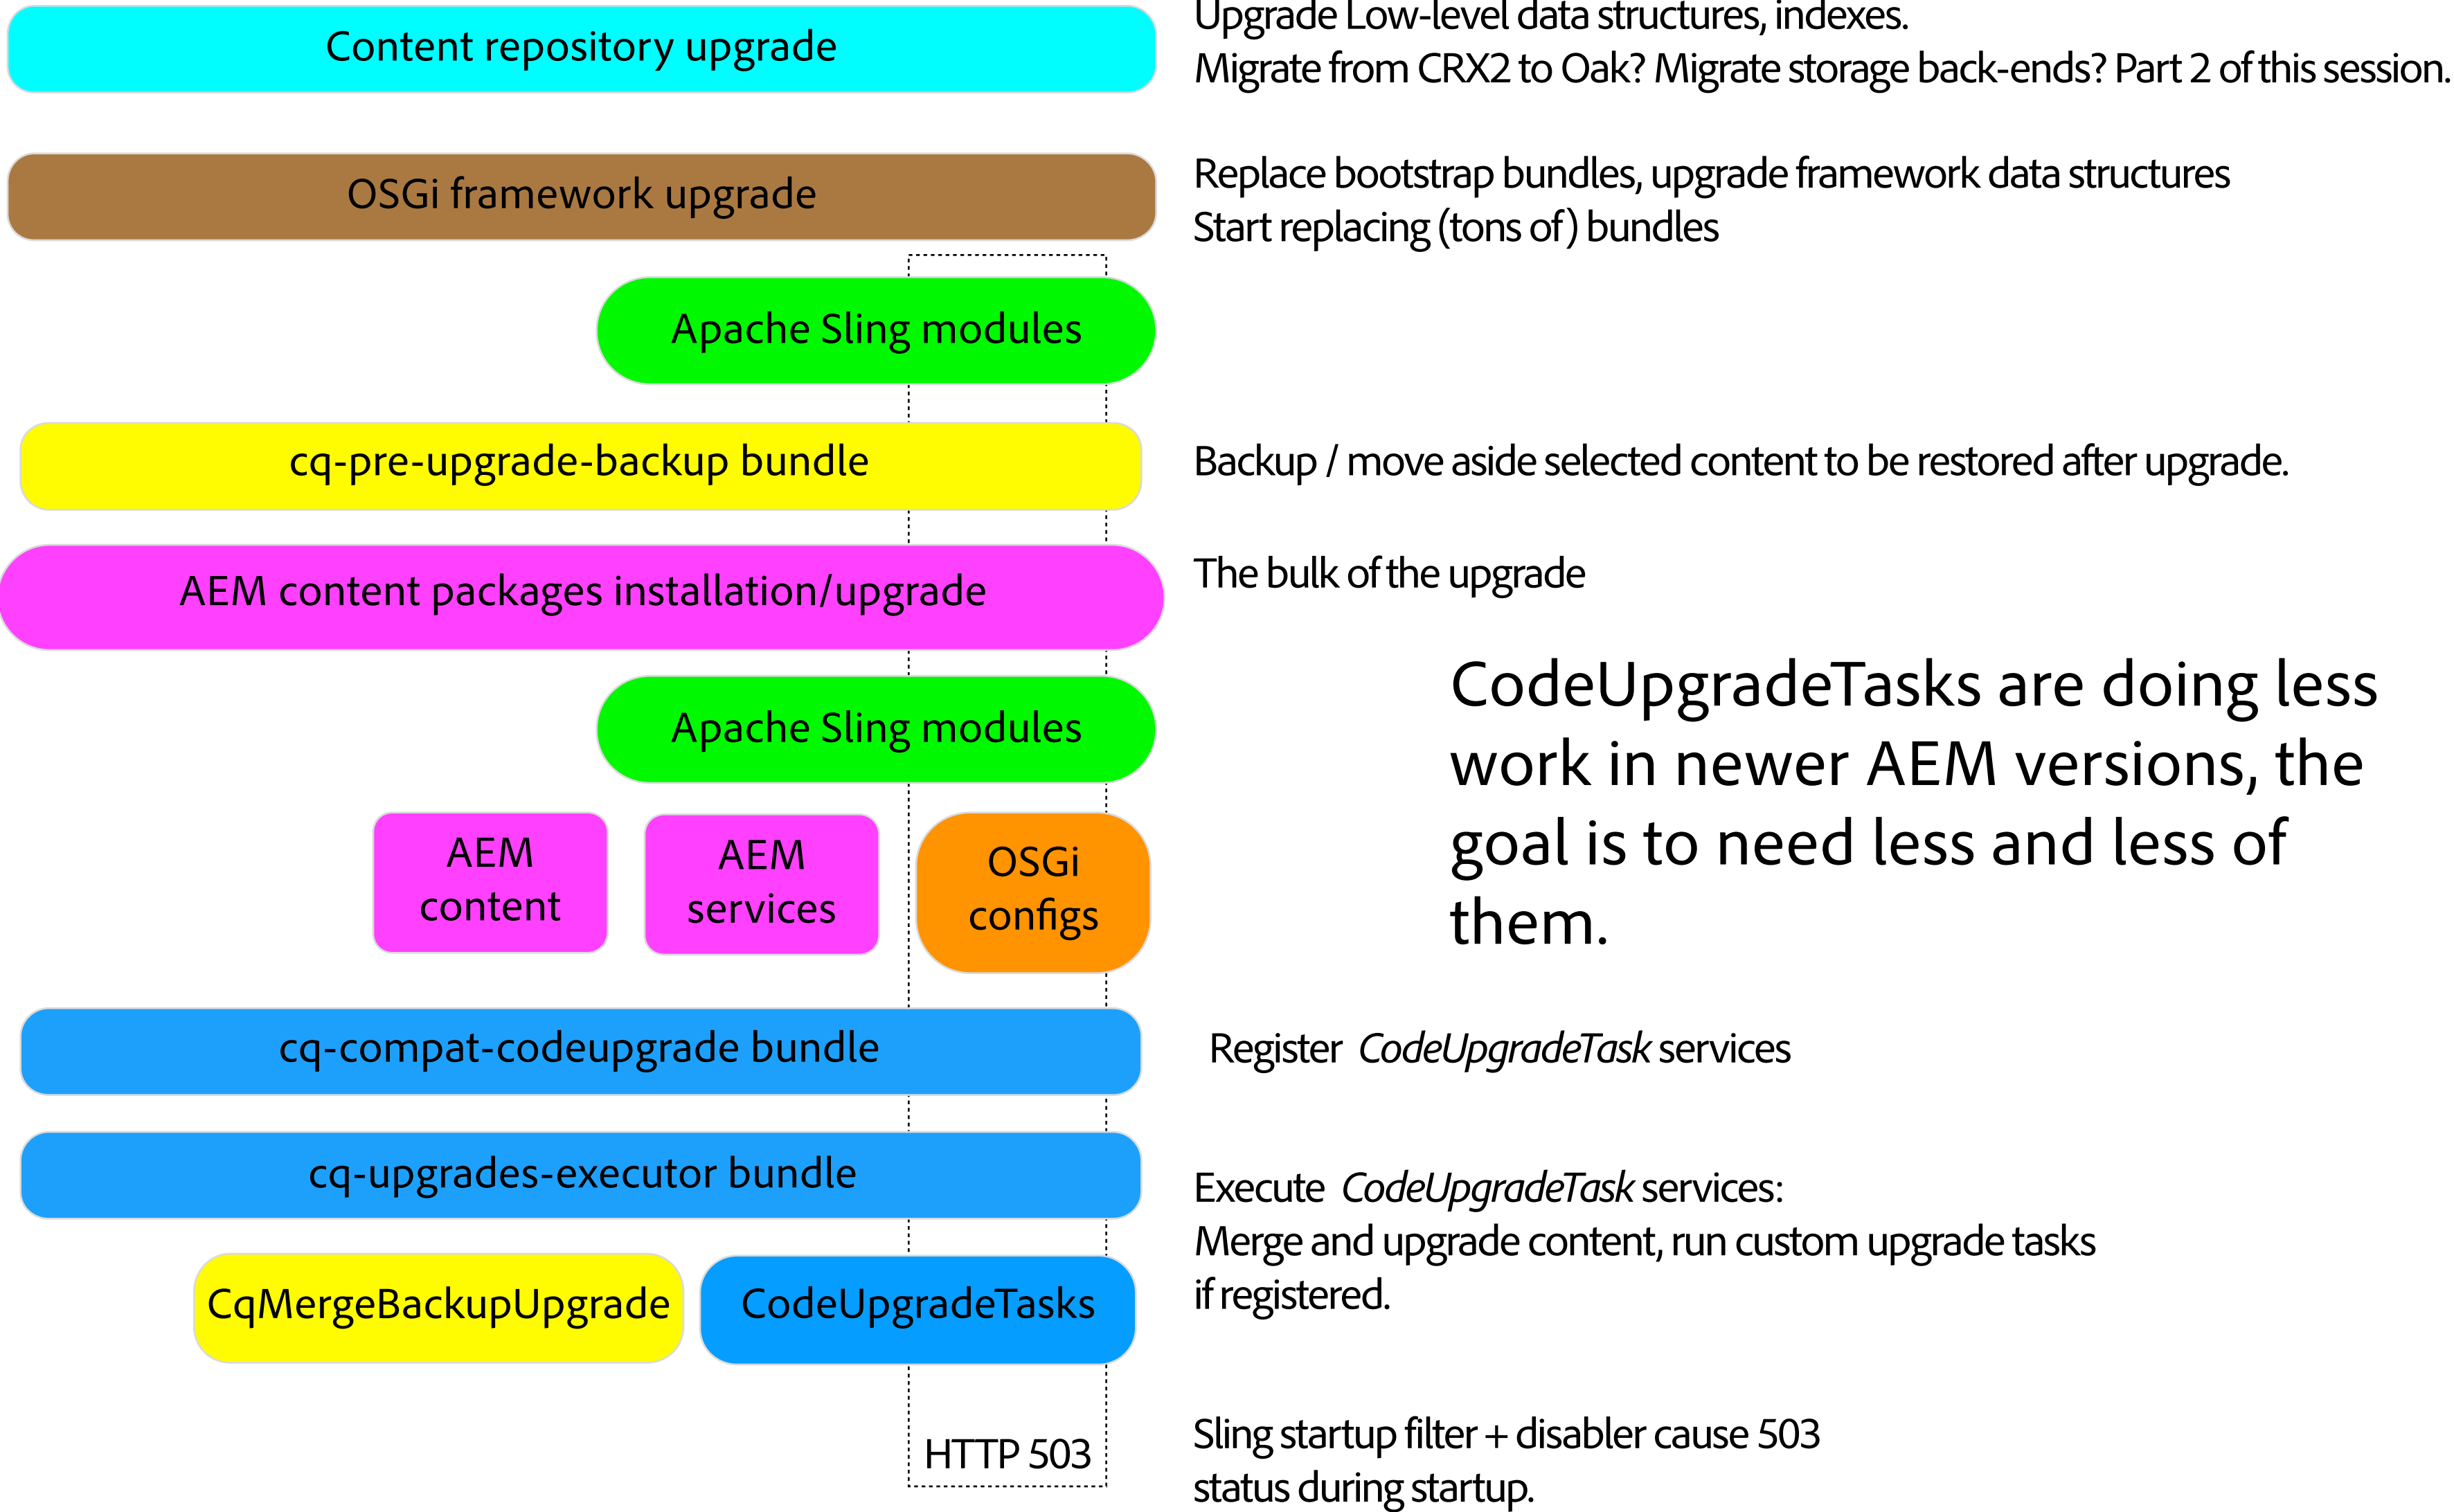 Content repository upgrade
Upgrade Low-level data structures, indexes.
Migrate from CRX2 to Oak? Migrate storage back-ends? Part 2 of this session.
OSGi framework upgrade
Replace bootstrap bundles, upgrade framework data structures
Start replacing (tons of) bundles
Apache Sling modules
cq-pre-upgrade-backup bundle
Backup / move aside selected content to be restored after upgrade.
AEM content packages installation/upgrade
The bulk of the upgrade
Apache Sling modules
CodeUpgradeTasks are doing less
work in newer AEM versions, the
goal is to need less and less of
them.
AEM
content
AEM
services
OSGi
configs
cq-compat-codeupgrade bundle
Register CodeUpgradeTask services
cq-upgrades-executor bundle
Execute CodeUpgradeTask services:
Merge and upgrade content, run custom upgrade tasks
if registered.
CqMergeBackupUpgrade
CodeUpgradeTasks
HTTP 503
Sling startup filter + disabler cause 503
status during startup.